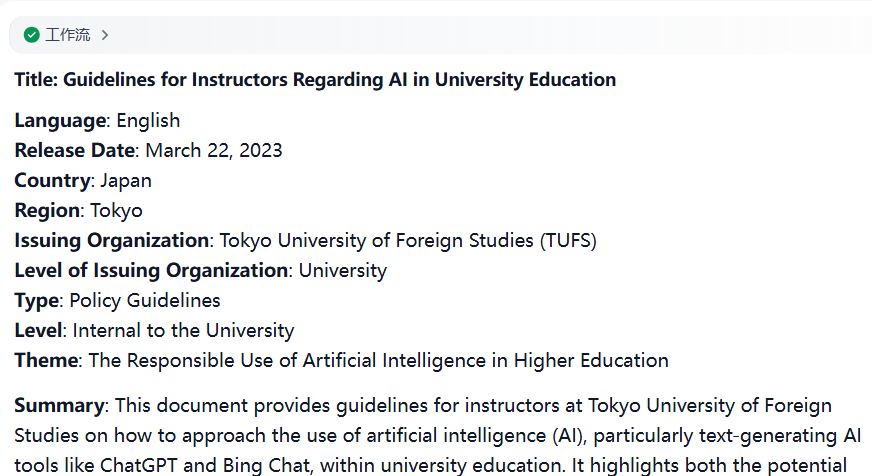 工作流
Title: Guidelines for Instructors Regarding AI in University Education
Language: English
Release Date: March 22, 2023
Country: Japan
Region: Tokyo
Issuing Organization: Tokyo University of Foreign Studies (TUFS)
Level of Issuing Organization: University
Type: Policy Guidelines
Level: Internal to the University
Theme: The Responsible Use of Artificial Intelligence in Higher Education
Summary: This document provides guidelines for instructors at Tokyo University of Foreign
Studies on how to approach the use of artificial intelligence (AI), particularly text-generating AI
tools like ChatGPT and Bing Chat, within university education. It highlights both the potential